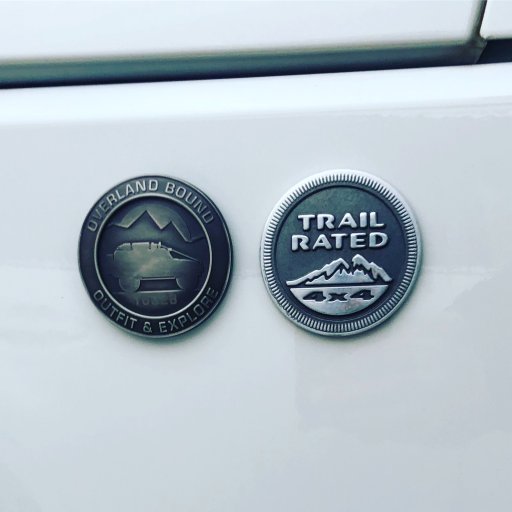 OVERLAND BOUND
OUTFIT & EXPLORE
TRAIL
RATED
4x4